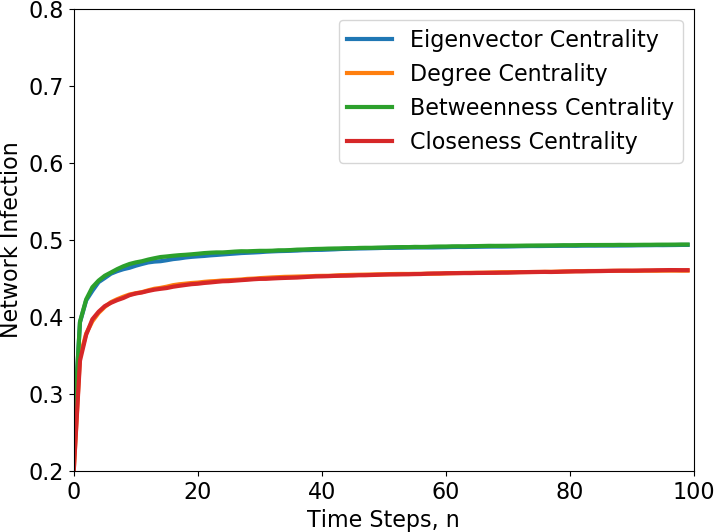 0.8
0.7
0.6
0.5
0.4
0.3
0.2
Network Infection
Eigenvector Centrality
Degree Centrality
Betweenness Centrality
Closeness Centrality
0 20 40 60 80 100
Time Steps, n